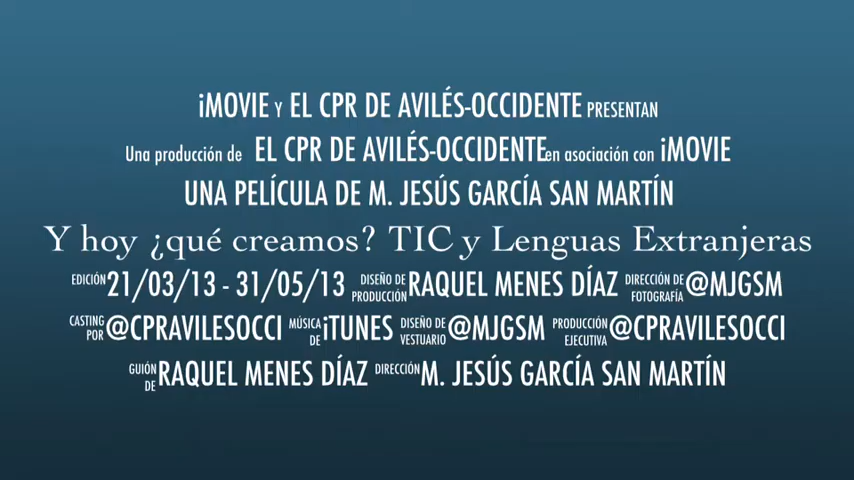 iMOVIE Y EL CPR DE AVILÉS-OCCIDENTE PRESENTAN
Una producción de EL CPR DE AVILÉS-OCCIDENTE en asociación con iMOVIE
UNA PELÍCULA DE M. JESÚS GARCÍA SAN MARTÍN
Y hoy ¿qué creamos? TIC y Lenguas Extranjeras
EDICIÓN 21/03/13 - 31/05/13 DISEÑO DE PRODUCCIÓN RAQUEL MENES DÍAZ DIRECCIÓN DE FOTOGRAFÍA @MJGSM
CASTING POR @CPRAVILESOCCI MÚSICA DE iTUNES DISEÑO DE VESTUARIO @MJGSM PRODUCCIÓN EJECUTIVA @CPRAVILESOCCI
GUIÓN DE RAQUEL MENES DÍAZ DIRECCIÓN M. JESÚS GARCÍA SAN MARTÍN